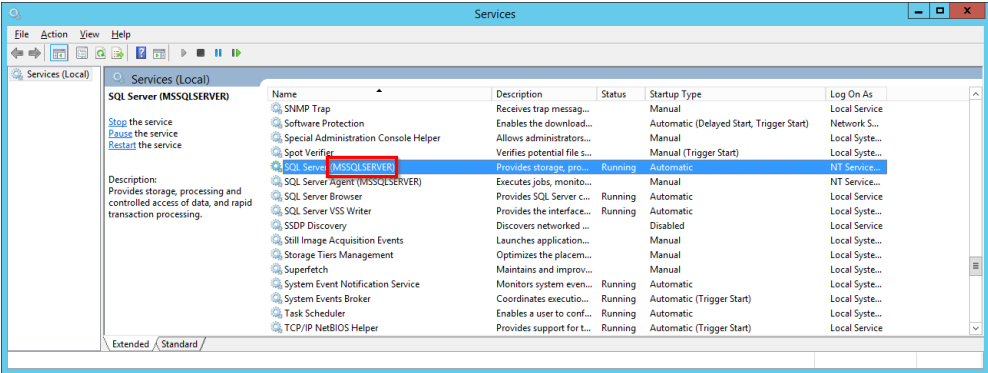 Services
File Action View Help
Services (Local)
Services (Local)
SQL Server (MSSQLSERVER)
Stop the service
Pause the service
Restart the service
Description:
Provides storage, processing and
controlled access of data, and rapid
transaction processing.
Name Description Status Startup Type Log On As
SNMP Trap Receives trap messag... Manual Local Service
Software Protection Enables the download... Automatic (Delayed Start, Trigger Start) Network S...
Special Administration Console Helper Allows administrators... Manual Local Syste...
Spot Verifier Verifies potential file s... Manual (Trigger Start) Local Syste...
SQL Server (MSSQLSERVER) Provides storage, pro... Running Automatic NT Service...
SQL Server Agent (MSSQLSERVER) Executes jobs, monito... Manual NT Service...
SQL Server Browser Provides SQL Server c... Running Automatic Local Service
SQL Server VSS Writer Provides the interface... Running Automatic Local Syste...
SSDP Discovery Discovers networked ... Disabled Local Service
Still Image Acquisition Events Launches application... Manual Local Syste...
Storage Tiers Management Optimizes the placem... Manual Local Syste...
Superfetch Maintains and improv... Manual Local Syste...
System Event Notification Service Monitors system even... Running Automatic Local Syste...
System Events Broker Coordinates executio... Running Automatic (Trigger Start) Local Syste...
Task Scheduler Enables a user to conf... Running Automatic Local Syste...
TCP/IP NetBIOS Helper Provides support for t... Running Automatic (Trigger Start) Local Service
Extended Standard